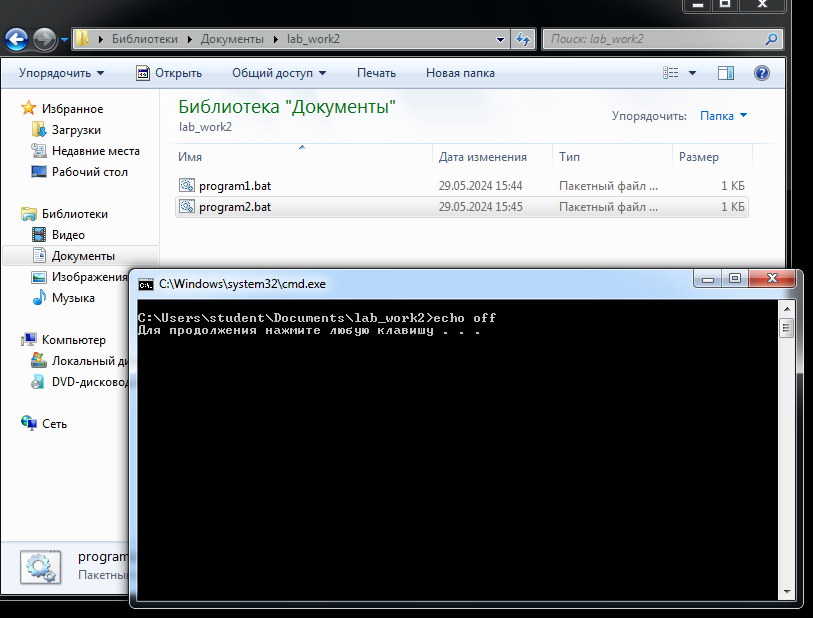 Библиотеки ▸ Документы ▸ lab_work2
Поиск: lab_work2
Упорядочить Открыть Общий доступ Печать Новая папка
Избранное
Загрузки
Недавние места
Рабочий стол
Библиотеки
Видео
Документы
Изображения
Музыка
Компьютер
Локальный ди
DVD-дисковод
Сеть
Библиотека "Документы"
lab_work2
Упорядочить: Папка
Имя Дата изменения Тип Размер
program1.bat 29.05.2024 15:44 Пакетный файл ... 1 КБ
program2.bat 29.05.2024 15:45 Пакетный файл ... 1 КБ
C:\Windows\system32\cmd.exe
C:\Users\student\Documents\lab_work2>echo off
Для продолжения нажмите любую клавишу . . .
program
Пакетны